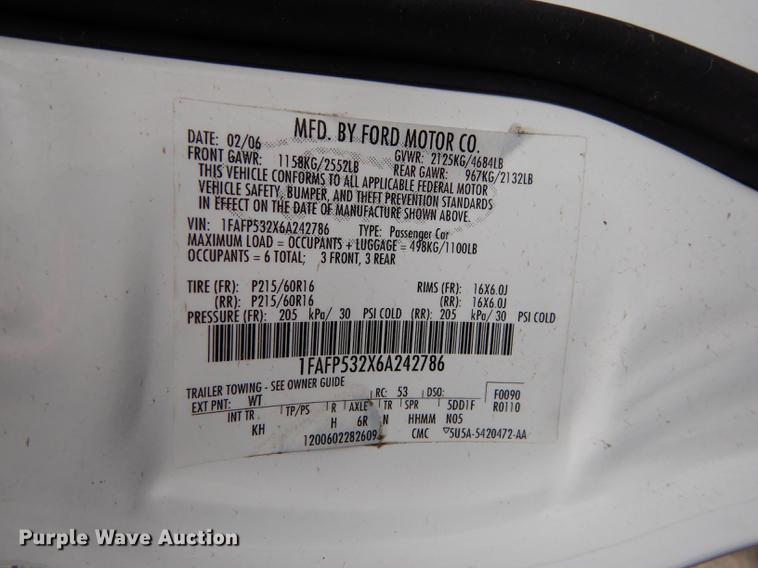 MFD. BY FORD MOTOR CO.
DATE: 02/06 GVWR: 2125KG/4684LB
FRONT GAWR: 1158KG/2552LB REAR GAWR: 967KG/2132LB
THIS VEHICLE CONFORMS TO ALL APPLICABLE FEDERAL MOTOR
VEHICLE SAFETY, BUMPER, AND THEFT PREVENTION STANDARDS
IN EFFECT ON THE DATE OF MANUFACTURE SHOWN ABOVE.
VIN: 1FAFP532X6A242786 TYPE: Passenger Car
MAXIMUM LOAD = OCCUPANTS + LUGGAGE = 498KG/1100LB
OCCUPANTS = 6 TOTAL; 3 FRONT, 3 REAR
TIRE (FR): P215/60R16 RIMS (FR): 16X6.0J
(RR): P215/60R16 (RR): 16X6.0J
PRESSURE (FR): 205 kPa/ 30 PSI COLD (RR): 205 kPa/ 30 PSI COLD
1FAFP532X6A242786
TRAILER TOWING - SEE OWNER GUIDE
EXT PNT: WT RC: 53 DSO: F0090
INT TR TP/PS R AXLE TR SPR 5DD1F R0110
KH H 6R N HHMM N05
1200602282609 CMC ▽5U5A-5420472-AA
Purple Wave Auction